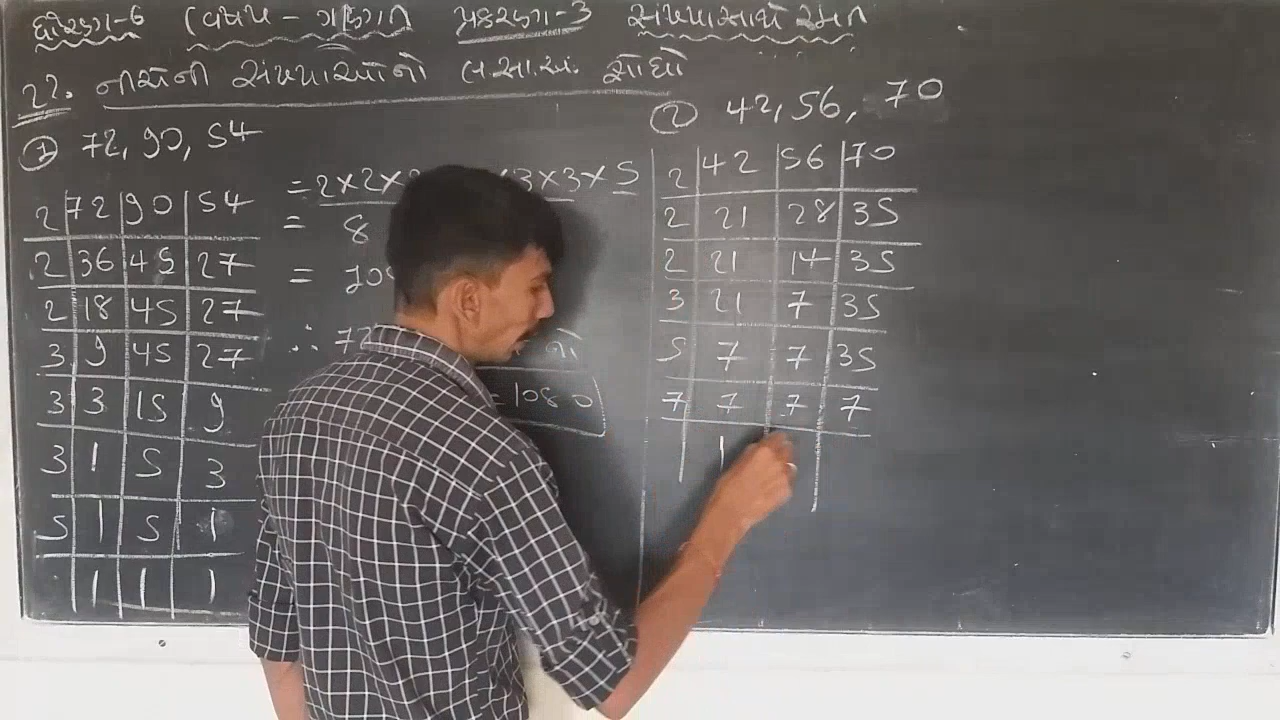 ધોરણ-6 વિષય - ગણિત પ્રકરણ-3 સંખ્યા સાથે રમત
22. નીચેની સંખ્યાઓનો લ.સા.અ. શોધો
① 72, 90, 54
2 72 90 54
2 36 45 27
2 18 45 27
3 9 45 27
3 3 15 9
3 1 5 3
5 1 5 1
1 1 1
= 2×2× 3×3×5
= 8
=
∴ 72
= 1080
② 42, 56, 70
2 42 56 70
2 21 28 35
2 21 14 35
3 21 7 35
5 7 7 35
7 7 7 7
1